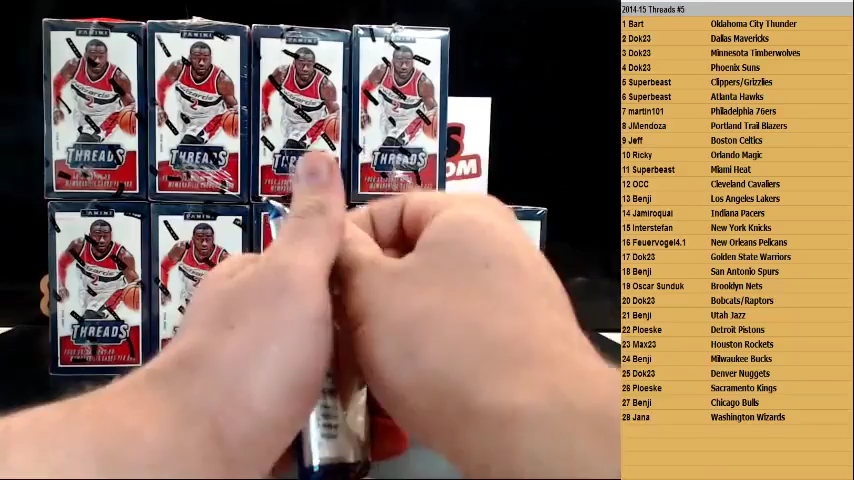 2014-15 Threads #5
1 Bart Oklahoma City Thunder
2 Dok23 Dallas Mavericks
3 Dok23 Minnesota Timberwolves
4 Dok23 Phoenix Suns
5 Superbeast Clippers/Grizzlies
6 Superbeast Atlanta Hawks
7 martin101 Philadelphia 76ers
8 JMendoza Portland Trail Blazers
9 Jeff Boston Celtics
10 Ricky Orlando Magic
11 Superbeast Miami Heat
12 OCC Cleveland Cavaliers
13 Benji Los Angeles Lakers
14 Jamiroquai Indiana Pacers
15 Interstefan New York Knicks
16 Feuervogel4.1 New Orleans Pelicans
17 Dok23 Golden State Warriors
18 Benji San Antonio Spurs
19 Oscar Sunduk Brooklyn Nets
20 Dok23 Bobcats/Raptors
21 Benji Utah Jazz
22 Ploeske Detroit Pistons
23 Max23 Houston Rockets
24 Benji Milwaukee Bucks
25 Dok23 Denver Nuggets
26 Ploeske Sacramento Kings
27 Benji Chicago Bulls
28 Jana Washington Wizards
PANINI PANINI PANINI PANINI
THREADS THREADS THREADS
.COM
PANINI PANINI
THREADS